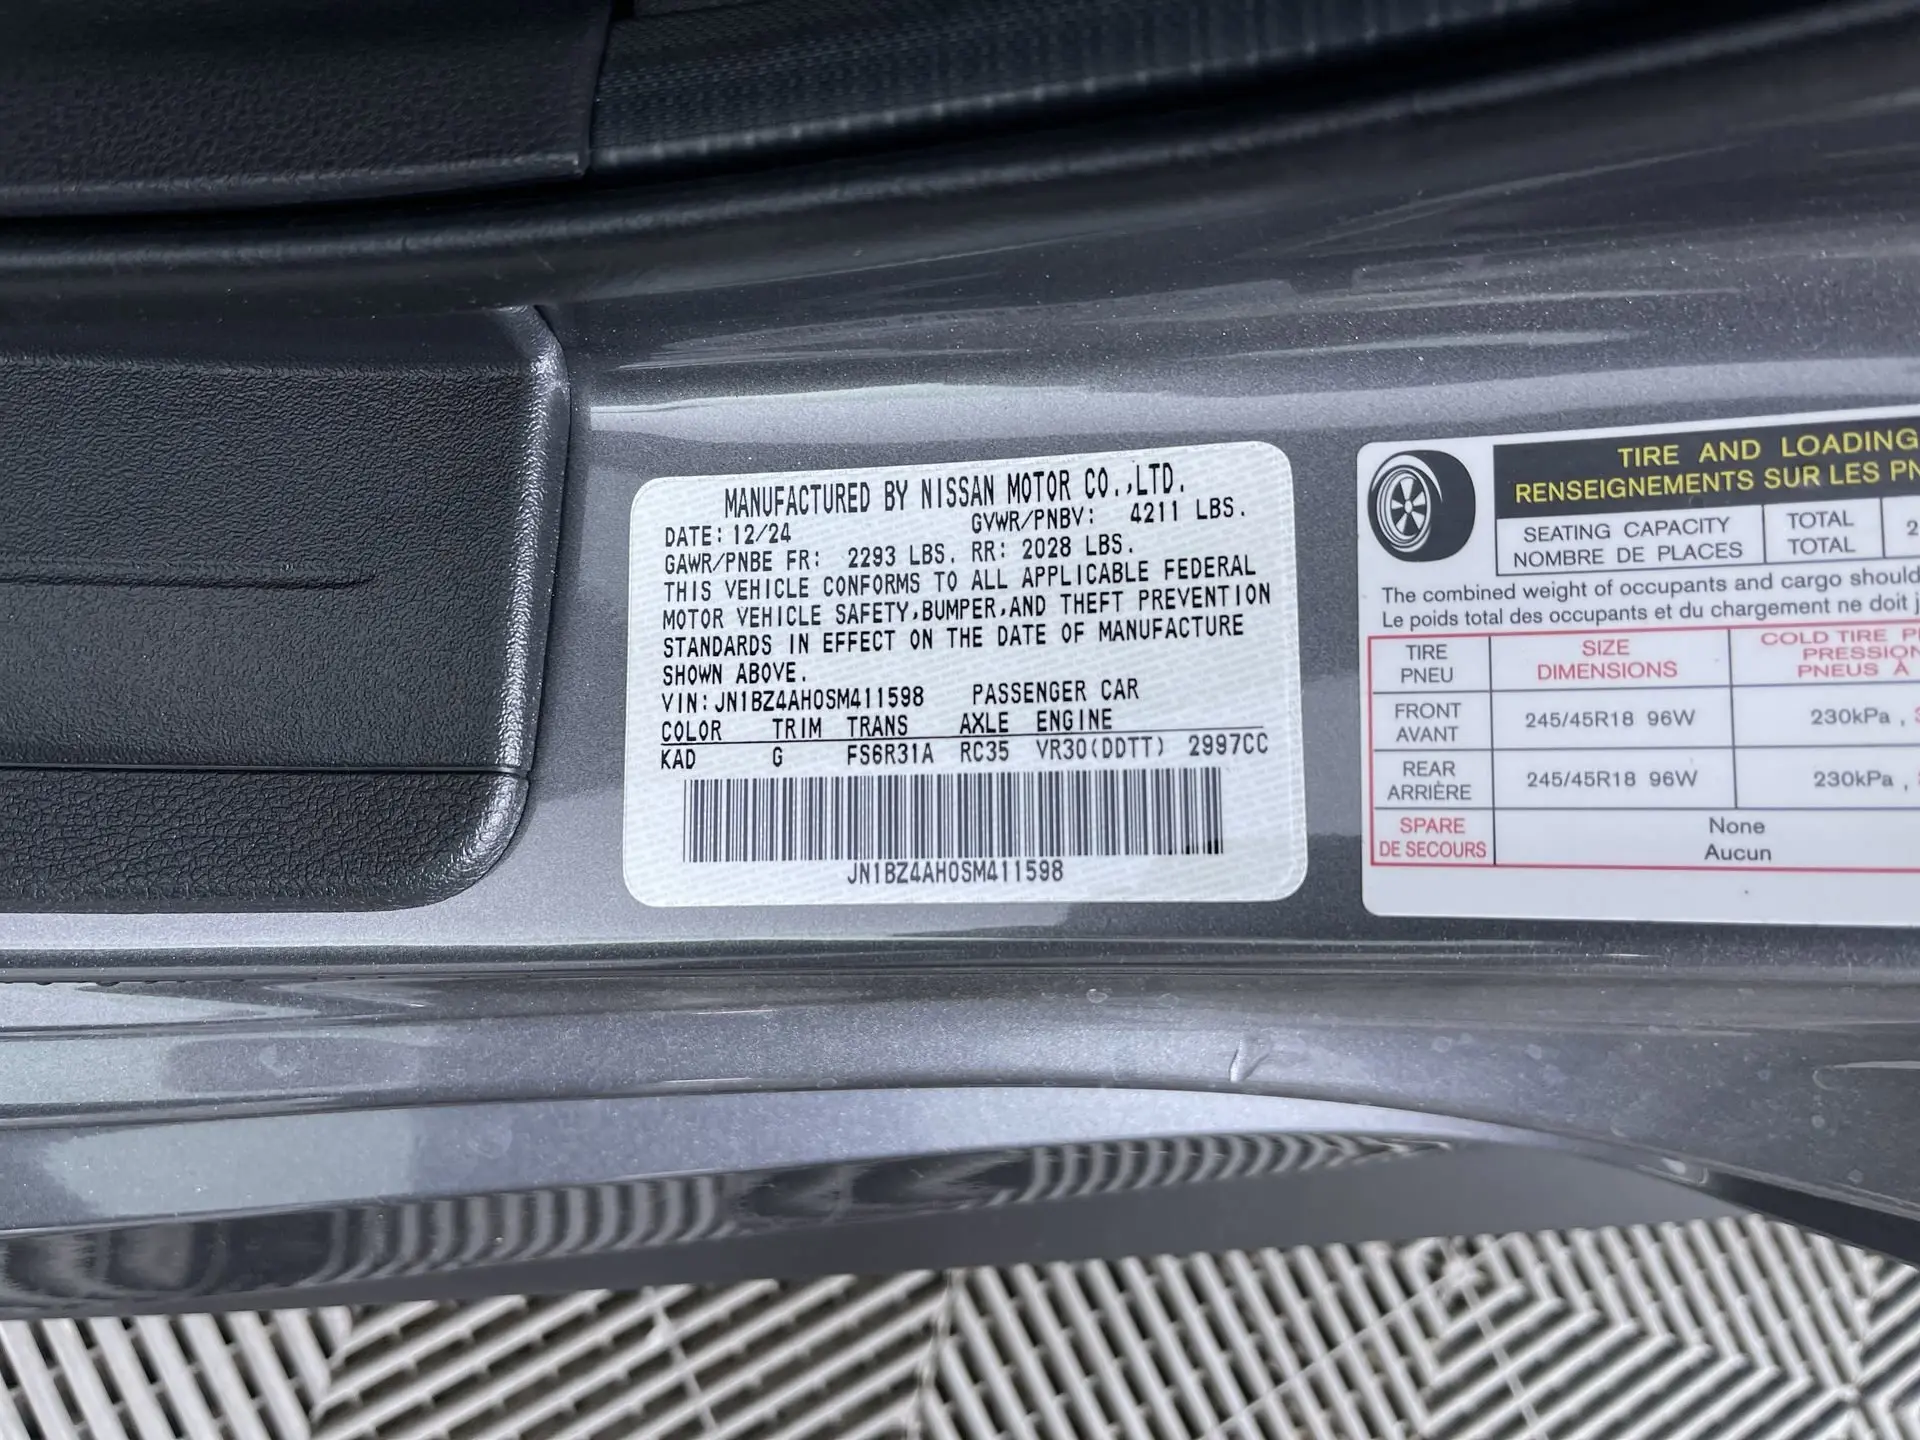 MANUFACTURED BY NISSAN MOTOR CO.,LTD.
DATE: 12/24 GVWR/PNBV: 4211 LBS.
GAWR/PNBE FR: 2293 LBS. RR: 2028 LBS.
THIS VEHICLE CONFORMS TO ALL APPLICABLE FEDERAL
MOTOR VEHICLE SAFETY,BUMPER,AND THEFT PREVENTION
STANDARDS IN EFFECT ON THE DATE OF MANUFACTURE
SHOWN ABOVE.
VIN: JN1BZ4AH0SM411598 PASSENGER CAR
COLOR TRIM TRANS AXLE ENGINE
KAD G FS6R31A RC35 VR30(DDTT) 2997CC
JN1BZ4AH0SM411598
TIRE AND LOADING
RENSEIGNEMENTS SUR LES PN
SEATING CAPACITY TOTAL 2
NOMBRE DE PLACES TOTAL
The combined weight of occupants and cargo should
Le poids total des occupants et du chargement ne doit
TIRE SIZE COLD TIRE P
PNEU DIMENSIONS PRESSION
PNEUS À
FRONT 245/45R18 96W 230kPa , 3
AVANT
REAR 245/45R18 96W 230kPa ,
ARRIÈRE
SPARE None
DE SECOURS Aucun